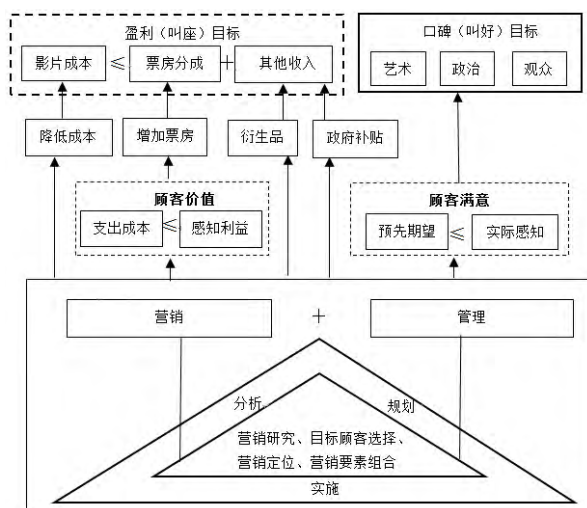 盈利（叫座）目标
影片成本 ≤ 票房分成 + 其他收入
口碑（叫好）目标
艺术 政治 观众
降低成本 增加票房 衍生品 政府补贴
顾客价值
支出成本 ≤ 感知利益
顾客满意
预先期望 ≤ 实际感知
营销 + 管理
分析 规划
营销研究、目标顾客选择、
营销定位、营销要素组合
实施